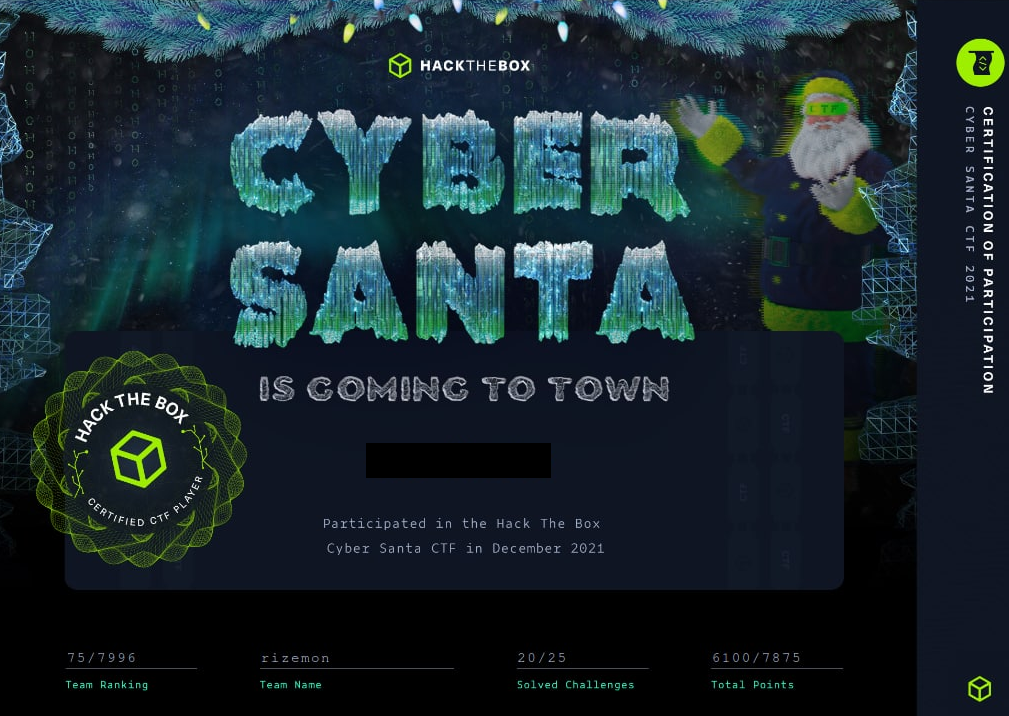 HACKTHEBOX
CYBER
SANTA
IS COMING TO TOWN
CTF
HACK THE BOX
CERTIFIED CTF PLAYER
Participated in the Hack The Box
Cyber Santa CTF in December 2021
75/7996
Team Ranking
rizemon
Team Name
20/25
Solved Challenges
6100/7875
Total Points
CERTIFICATION OF PARTICIPATION
CYBER SANTA CTF 2021